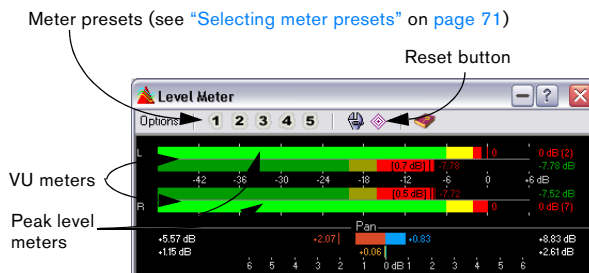 Meter presets (see “Selecting meter presets” on page 71)
Reset button
Level Meter
Options:
1 2 3 4 5
L 0 0 dB (2)
[0.7 dB] -7.79 -7.78 dB
-42 -36 -30 -24 -18 -12 -6 0 +6 dB
VU meters
[0.5 dB] -7.72 -7.52 dB
R 0 0 dB (7)
Peak level
meters
Pan
+5.57 dB +2.07 +0.83 +8.83 dB
+1.15 dB +0.06 +2.61 dB
6 5 4 3 2 1 0 dB 1 2 3 4 5 6